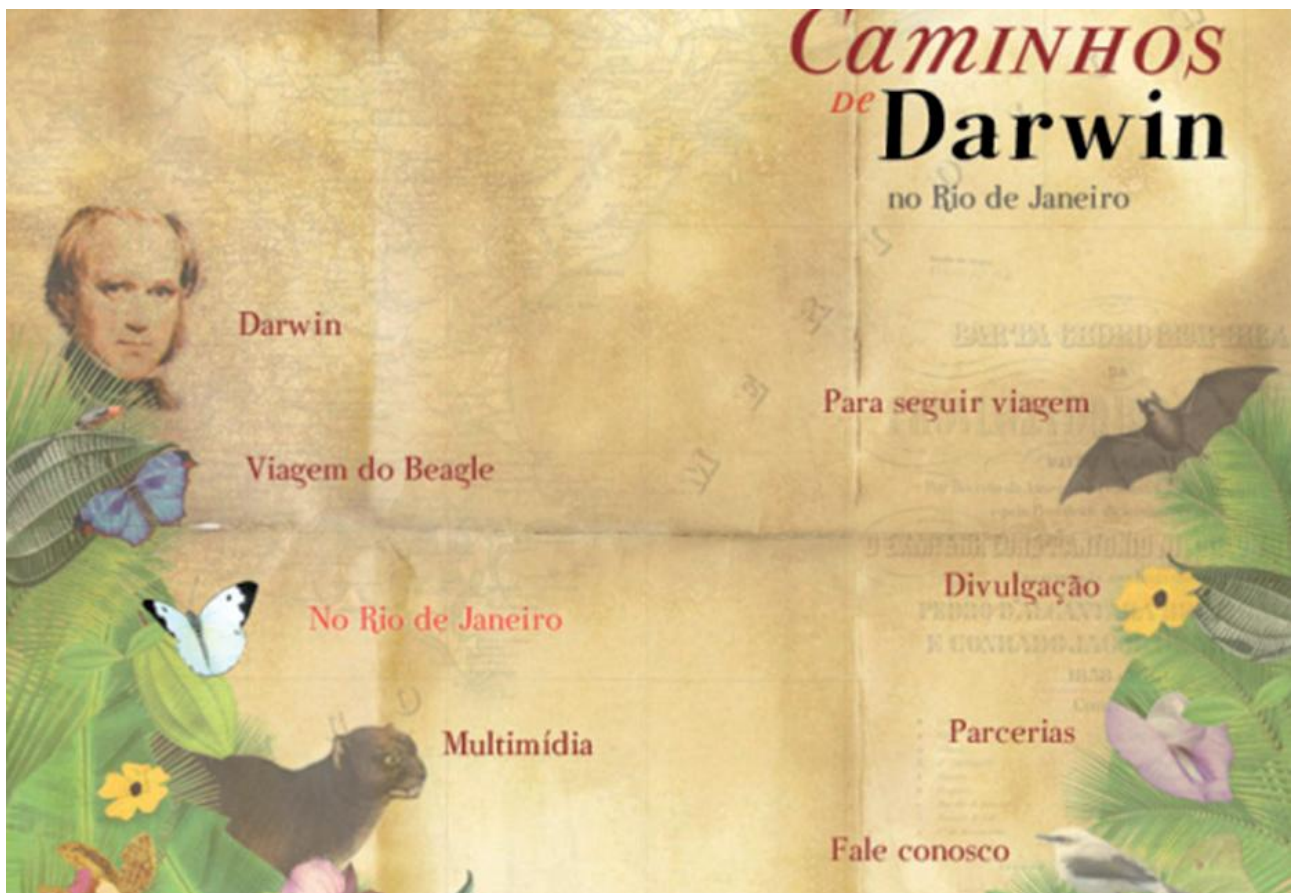 Caminhos
de Darwin
no Rio de Janeiro
Darwin
Para seguir viagem
Viagem do Beagle
Divulgação
No Rio de Janeiro
Parcerias
Multimídia
Fale conosco